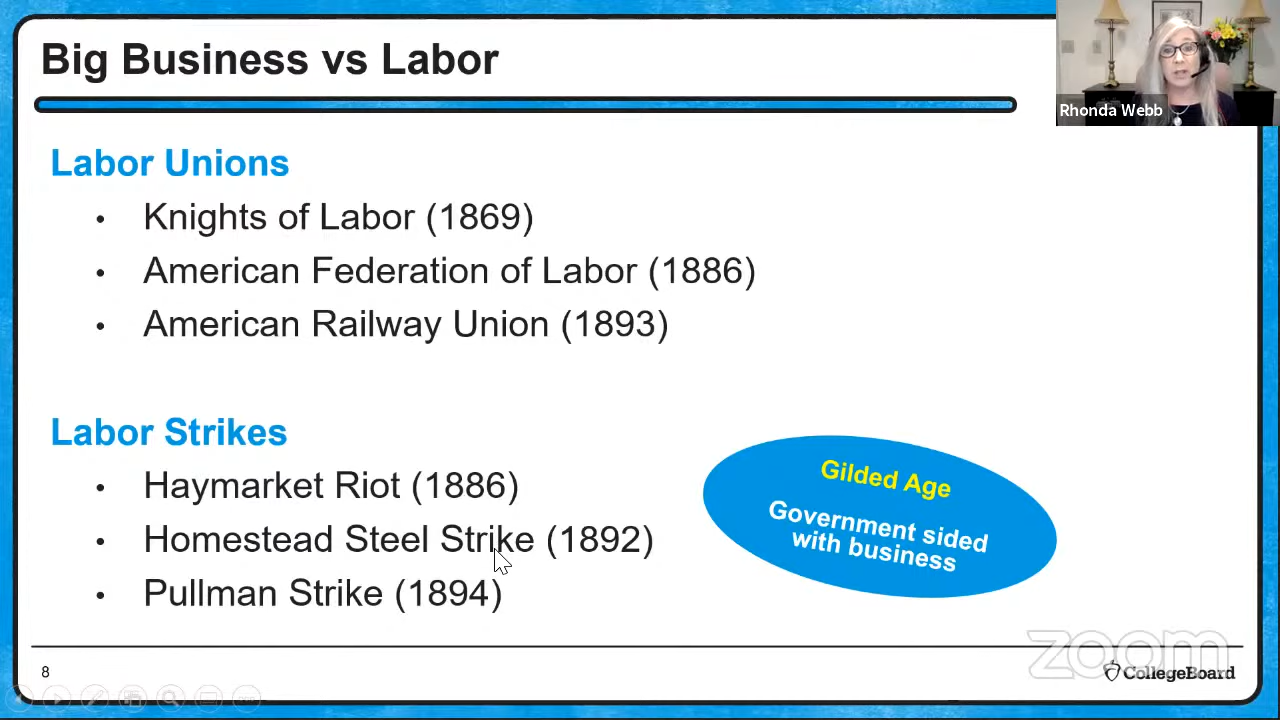 Big Business vs Labor
Rhonda Webb
Labor Unions
• Knights of Labor (1869)
• American Federation of Labor (1886)
• American Railway Union (1893)
Labor Strikes
• Haymarket Riot (1886)
• Homestead Steel Strike (1892)
• Pullman Strike (1894)
Gilded Age
Government sided
with business
zoom
8
CollegeBoard